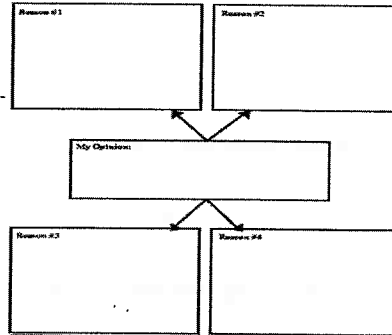 Reason #1
Reason #2
My Opinion:
Reason #3
Reason #4